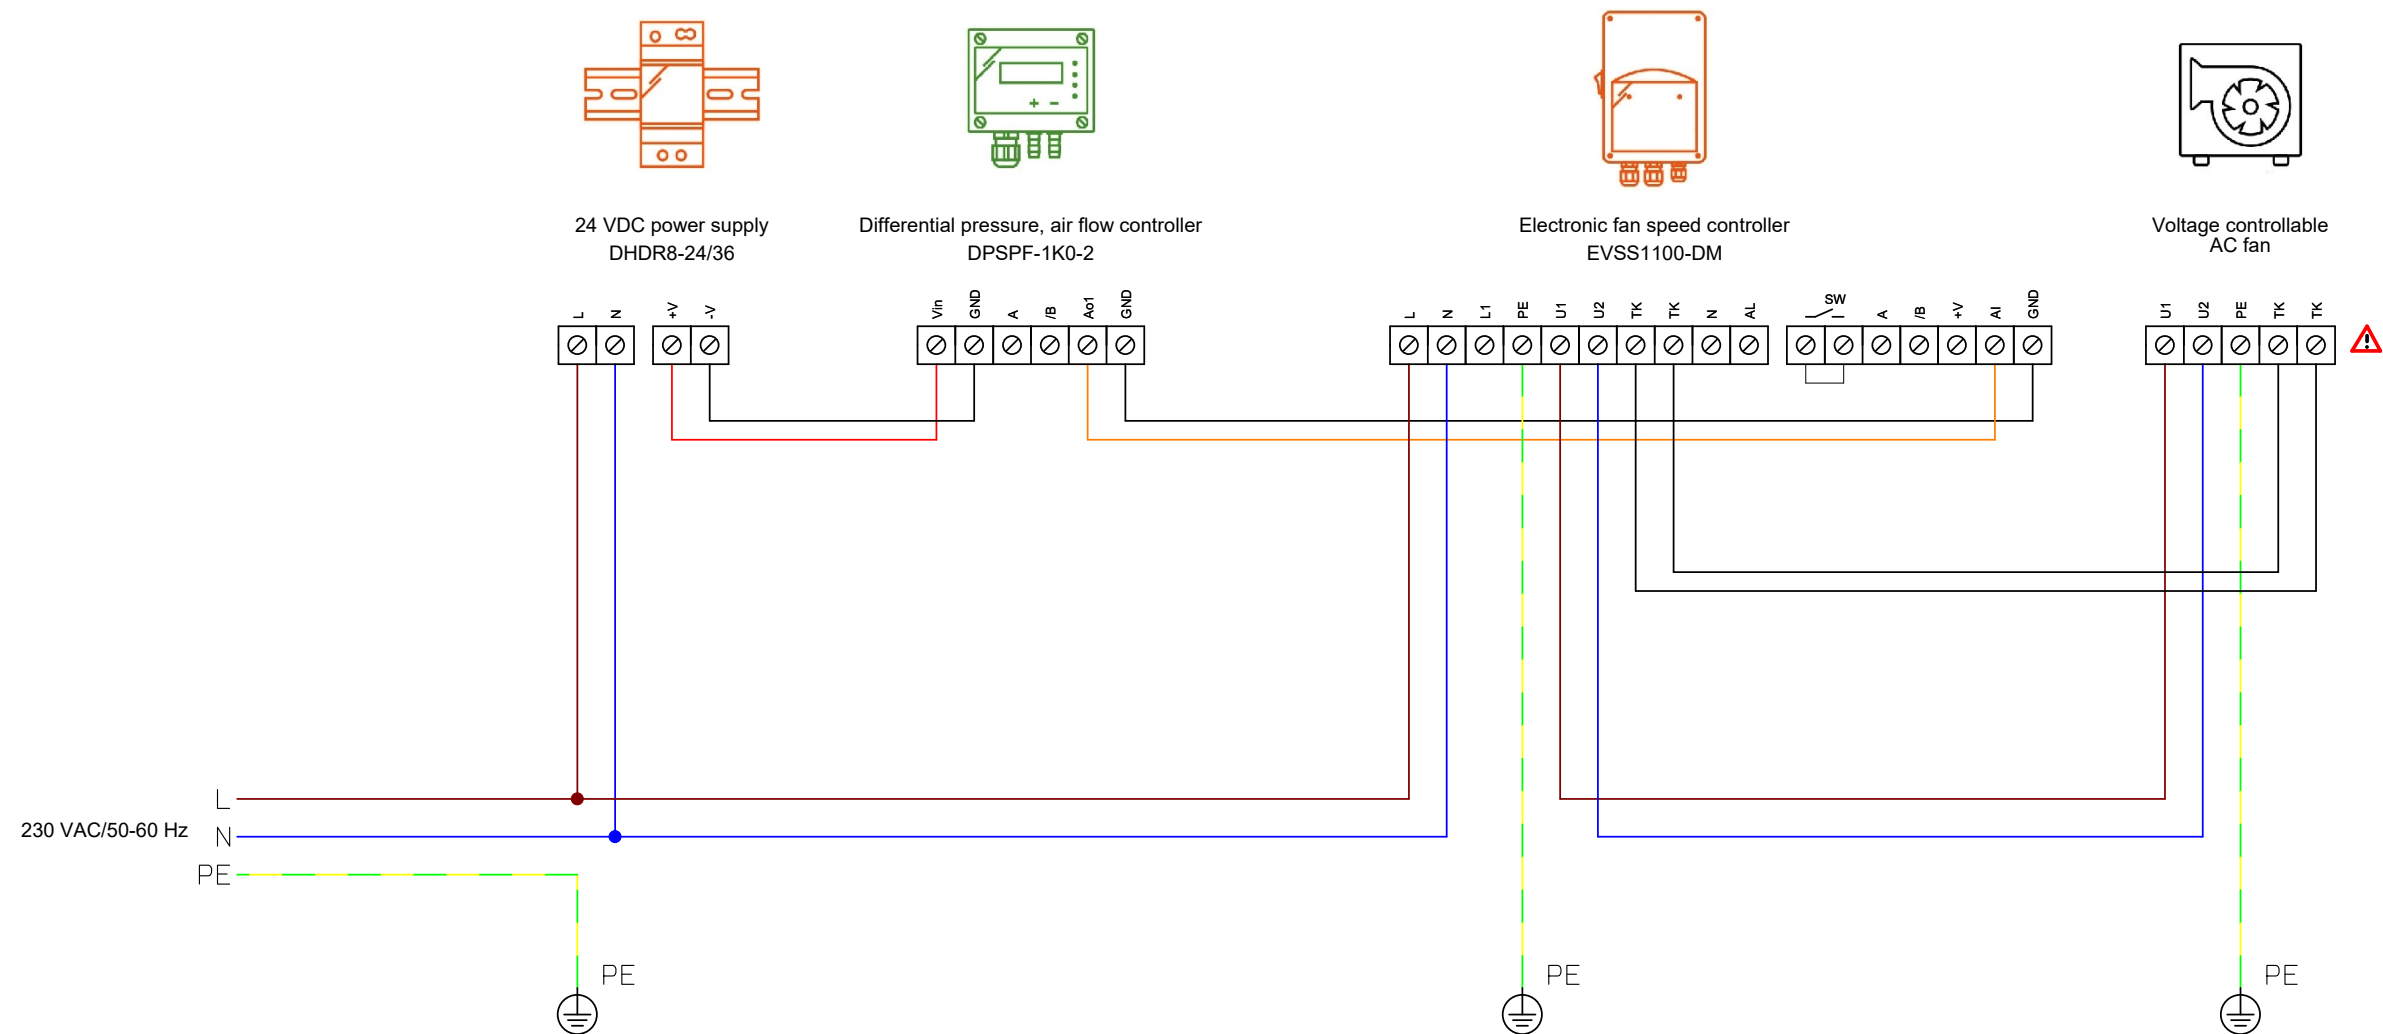 24 VDC power supply
DHDR8-24/36
Differential pressure, air flow controller
DPSPF-1K0-2
Electronic fan speed controller
EVSS1100-DM
Voltage controllable
AC fan
L N +V -V
Vin GND A /B Ao1 GND
L N L1 PE U1 U2 TK TK N AL
SW A /B +V AI GND
U1 U2 PE TK TK
L
230 VAC/50-60 Hz N
PE
PE
PE
PE